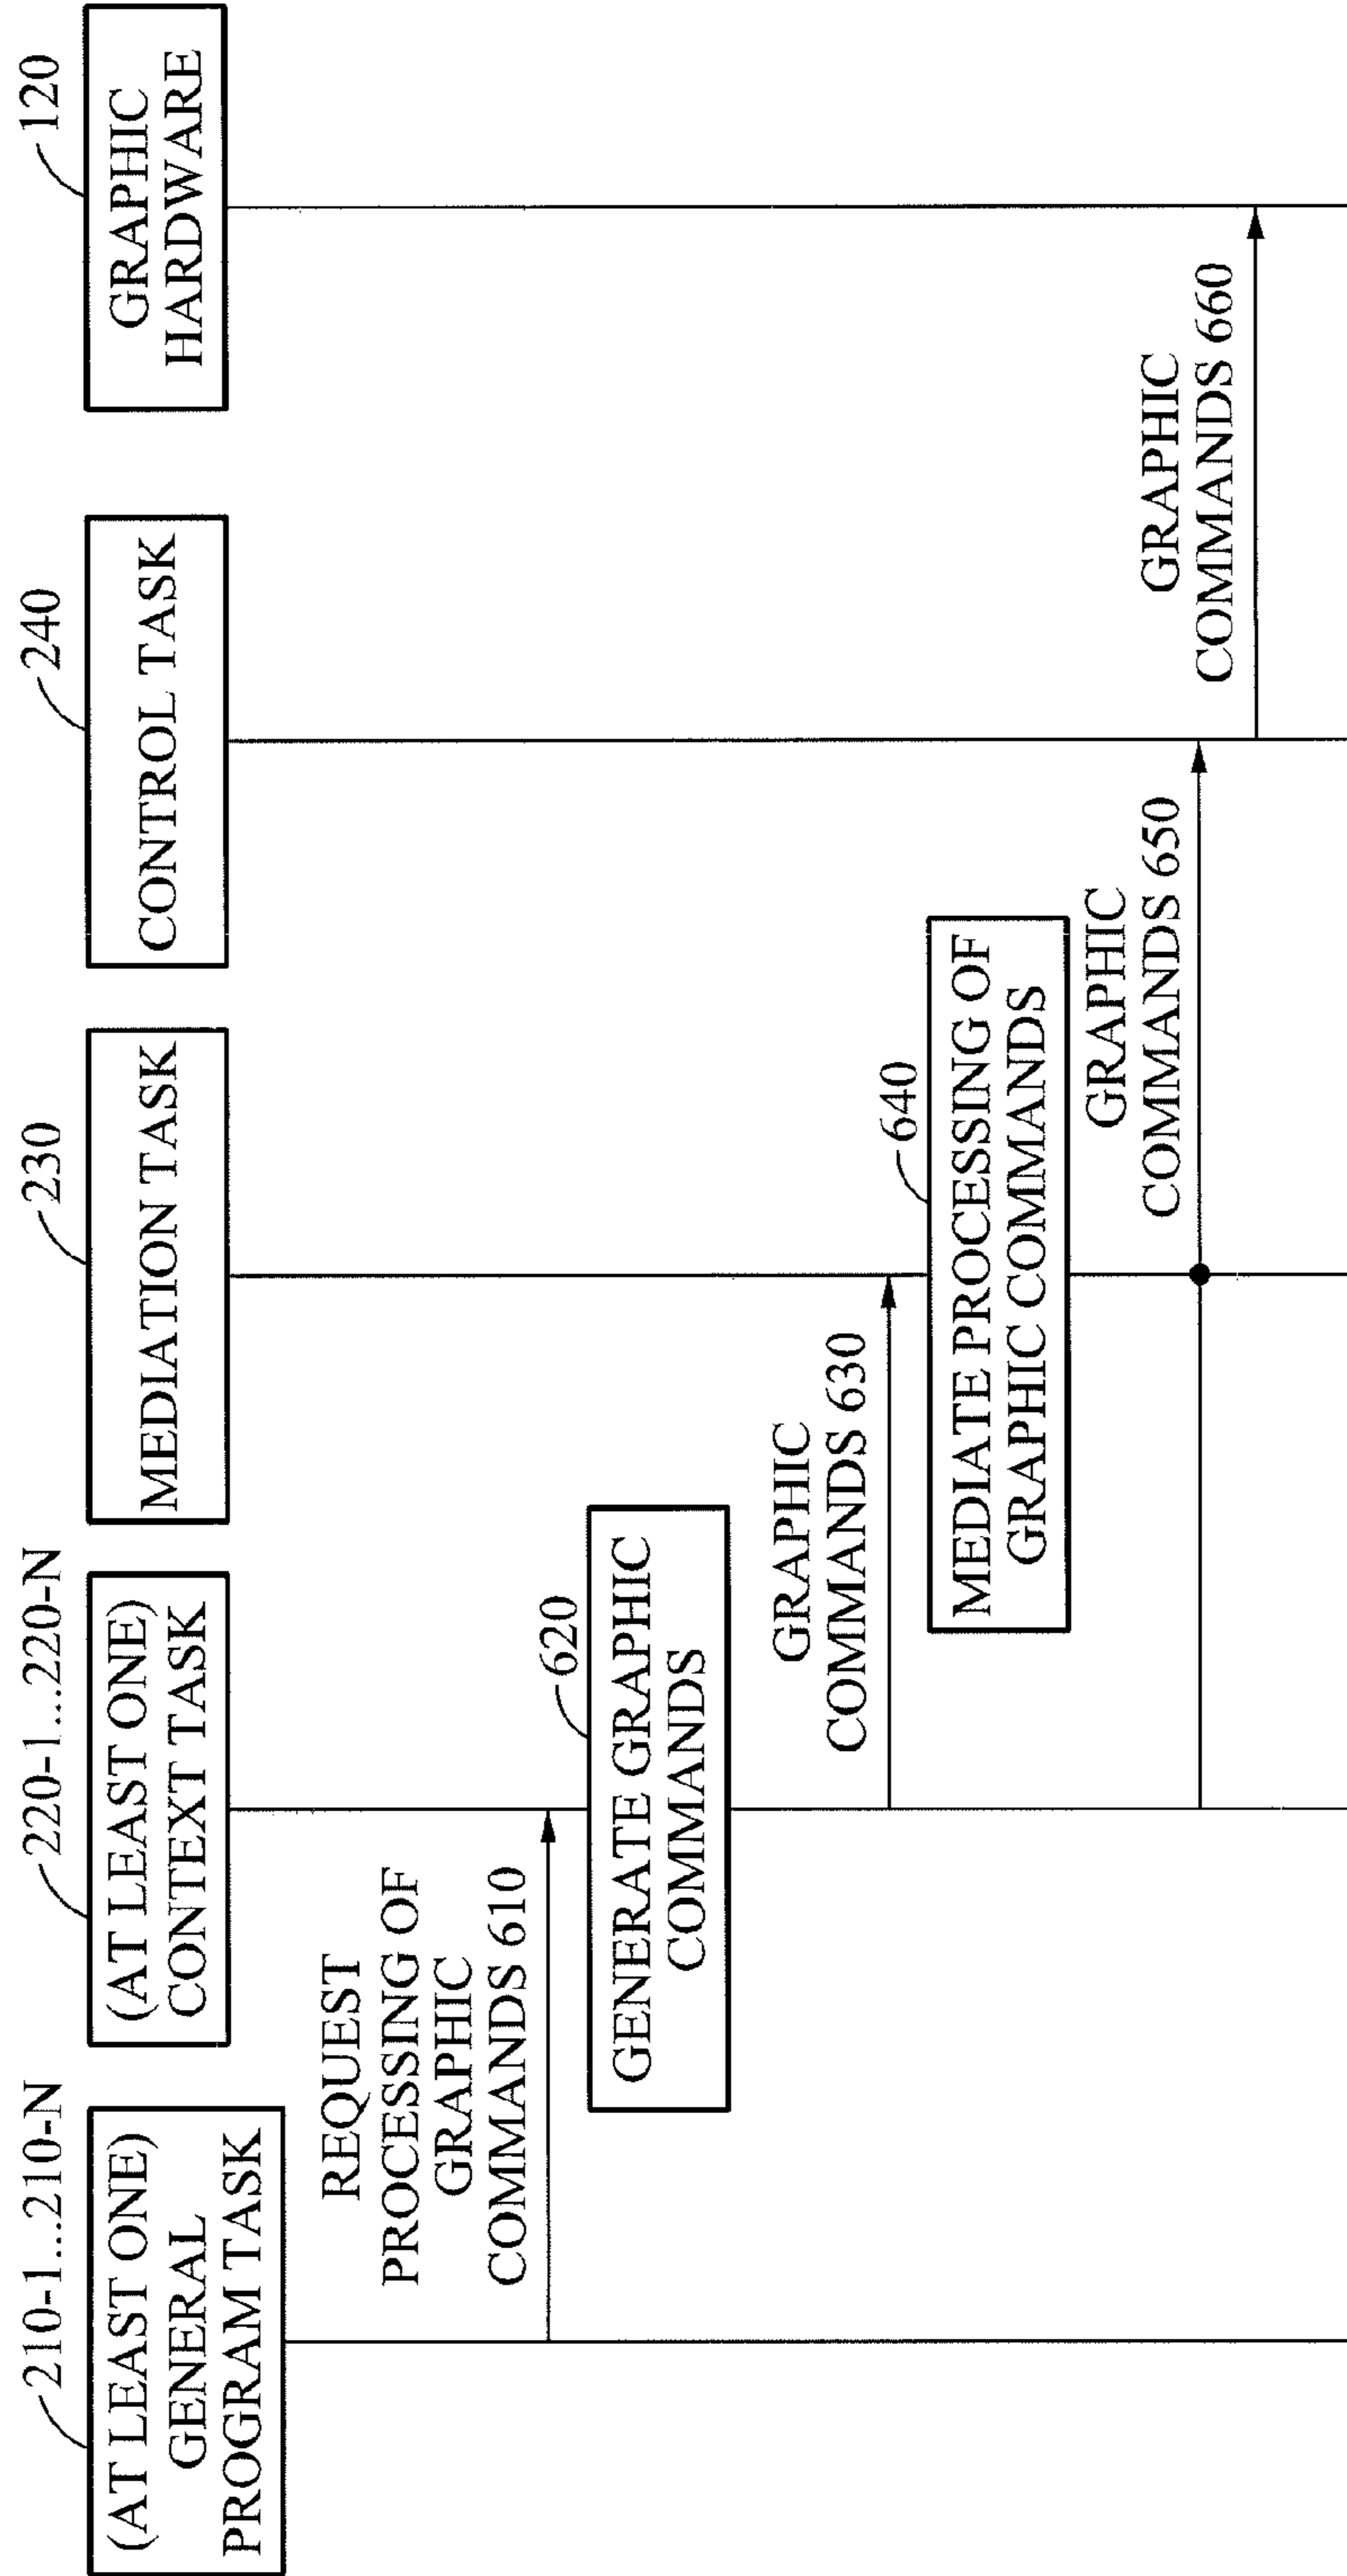 210-1...210-N
(AT LEAST ONE)
GENERAL
PROGRAM TASK
220-1...220-N
(AT LEAST ONE)
CONTEXT TASK
230
MEDIATION TASK
240
CONTROL TASK
120
GRAPHIC
HARDWARE
REQUEST
PROCESSING OF
GRAPHIC
COMMANDS 610
620
GENERATE GRAPHIC
COMMANDS
GRAPHIC
COMMANDS 630
640
MEDIATE PROCESSING OF
GRAPHIC COMMANDS
GRAPHIC
COMMANDS 650
GRAPHIC
COMMANDS 660